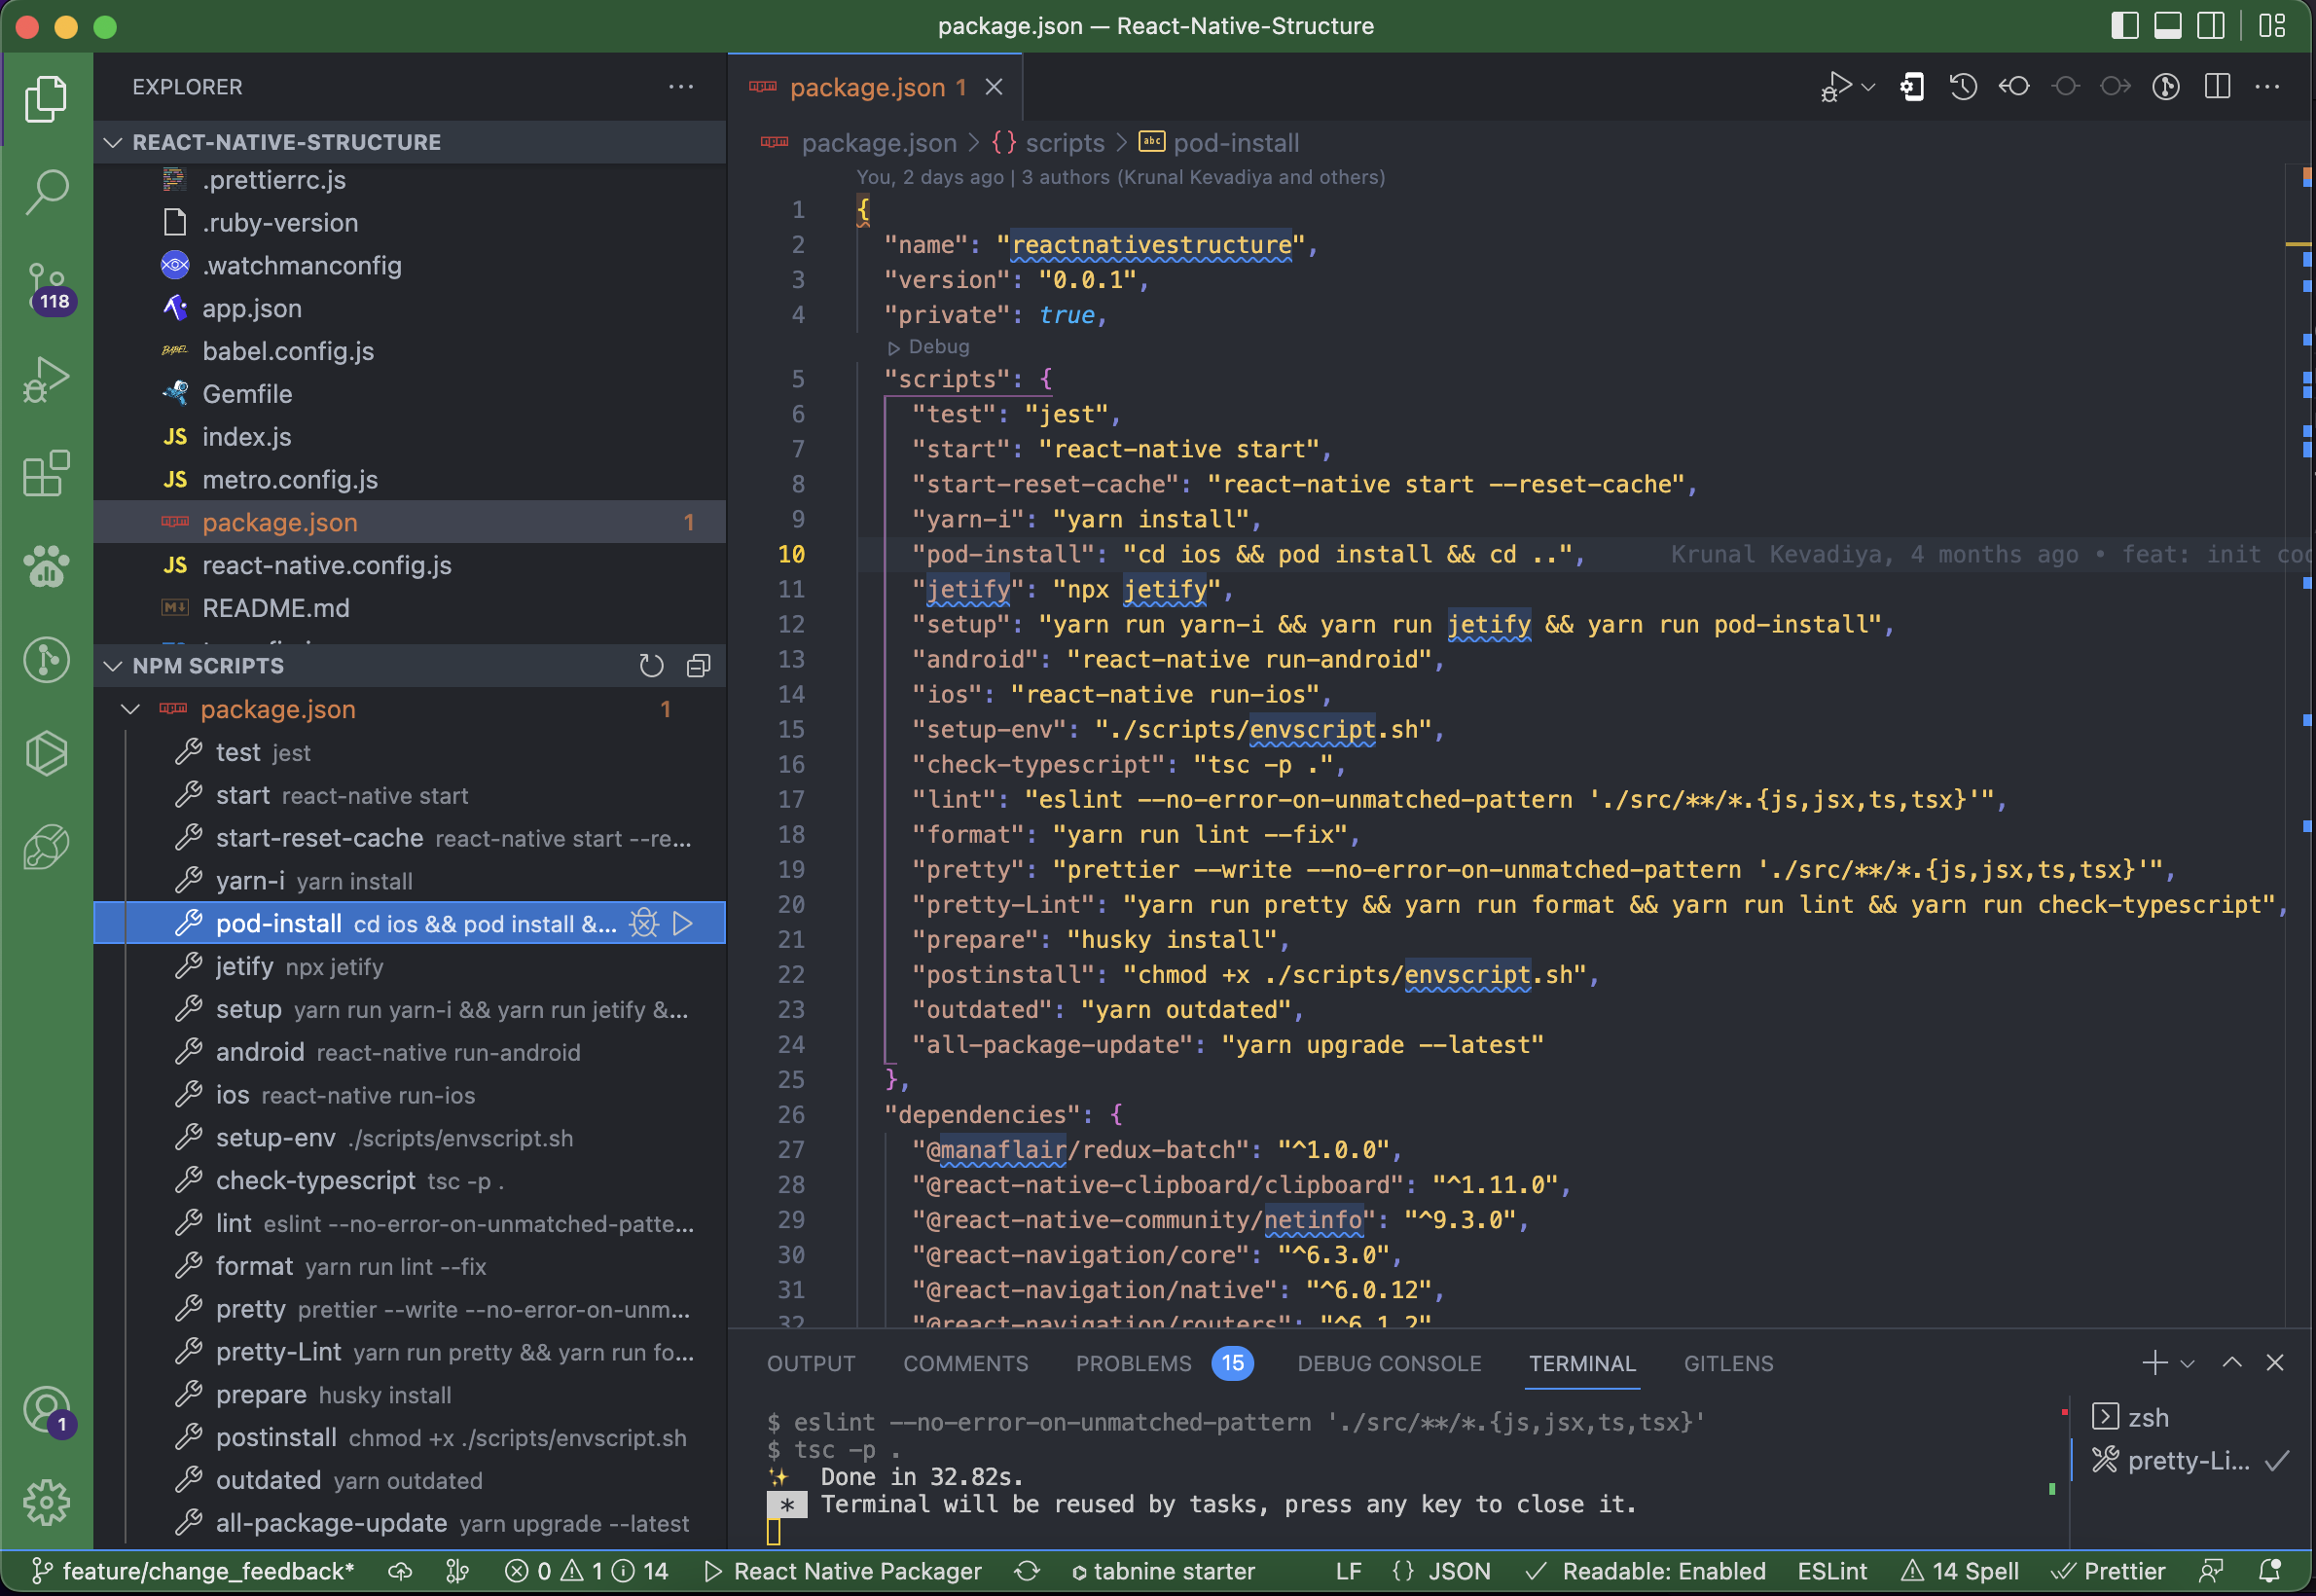 package.json — React-Native-Structure
EXPLORER
REACT-NATIVE-STRUCTURE
.prettierrc.js
.ruby-version
.watchmanconfig
app.json
babel.config.js
Gemfile
index.js
metro.config.js
package.json 1
react-native.config.js
README.md
NPM SCRIPTS
package.json 1
test jest
start react-native start
start-reset-cache react-native start --re...
yarn-i yarn install
pod-install cd ios && pod install &...
jetify npx jetify
setup yarn run yarn-i && yarn run jetify &...
android react-native run-android
ios react-native run-ios
setup-env ./scripts/envscript.sh
check-typescript tsc -p .
lint eslint --no-error-on-unmatched-patte...
format yarn run lint --fix
pretty prettier --write --no-error-on-unm...
pretty-Lint yarn run pretty && yarn run fo...
prepare husky install
postinstall chmod +x ./scripts/envscript.sh
outdated yarn outdated
all-package-update yarn upgrade --latest
118
1
package.json 1
package.json > {} scripts > abc pod-install
You, 2 days ago | 3 authors (Krunal Kevadiya and others)
1 {
2 "name": "reactnativestructure",
3 "version": "0.0.1",
4 "private": true,
Debug
5 "scripts": {
6 "test": "jest",
7 "start": "react-native start",
8 "start-reset-cache": "react-native start --reset-cache",
9 "yarn-i": "yarn install",
10 "pod-install": "cd ios && pod install && cd ..", Krunal Kevadiya, 4 months ago • feat: init co
11 "jetify": "npx jetify",
12 "setup": "yarn run yarn-i && yarn run jetify && yarn run pod-install",
13 "android": "react-native run-android",
14 "ios": "react-native run-ios",
15 "setup-env": "./scripts/envscript.sh",
16 "check-typescript": "tsc -p .",
17 "lint": "eslint --no-error-on-unmatched-pattern './src/**/*.{js,jsx,ts,tsx}'",
18 "format": "yarn run lint --fix",
19 "pretty": "prettier --write --no-error-on-unmatched-pattern './src/**/*.{js,jsx,ts,tsx}'",
20 "pretty-Lint": "yarn run pretty && yarn run format && yarn run lint && yarn run check-typescript",
21 "prepare": "husky install",
22 "postinstall": "chmod +x ./scripts/envscript.sh",
23 "outdated": "yarn outdated",
24 "all-package-update": "yarn upgrade --latest"
25 },
26 "dependencies": {
27 "@manaflair/redux-batch": "^1.0.0",
28 "@react-native-clipboard/clipboard": "^1.11.0",
29 "@react-native-community/netinfo": "^9.3.0",
30 "@react-navigation/core": "^6.3.0",
31 "@react-navigation/native": "^6.0.12",
32 "@react-navigation/routers": "^6.1.2"
OUTPUT COMMENTS PROBLEMS 15 DEBUG CONSOLE TERMINAL GITLENS
$ eslint --no-error-on-unmatched-pattern './src/**/*.{js,jsx,ts,tsx}'
$ tsc -p .
✨ Done in 32.82s.
* Terminal will be reused by tasks, press any key to close it.
zsh
pretty-Li...
feature/change_feedback* 0 1 14 React Native Packager tabnine starter LF {} JSON Readable: Enabled ESLint 14 Spell Prettier